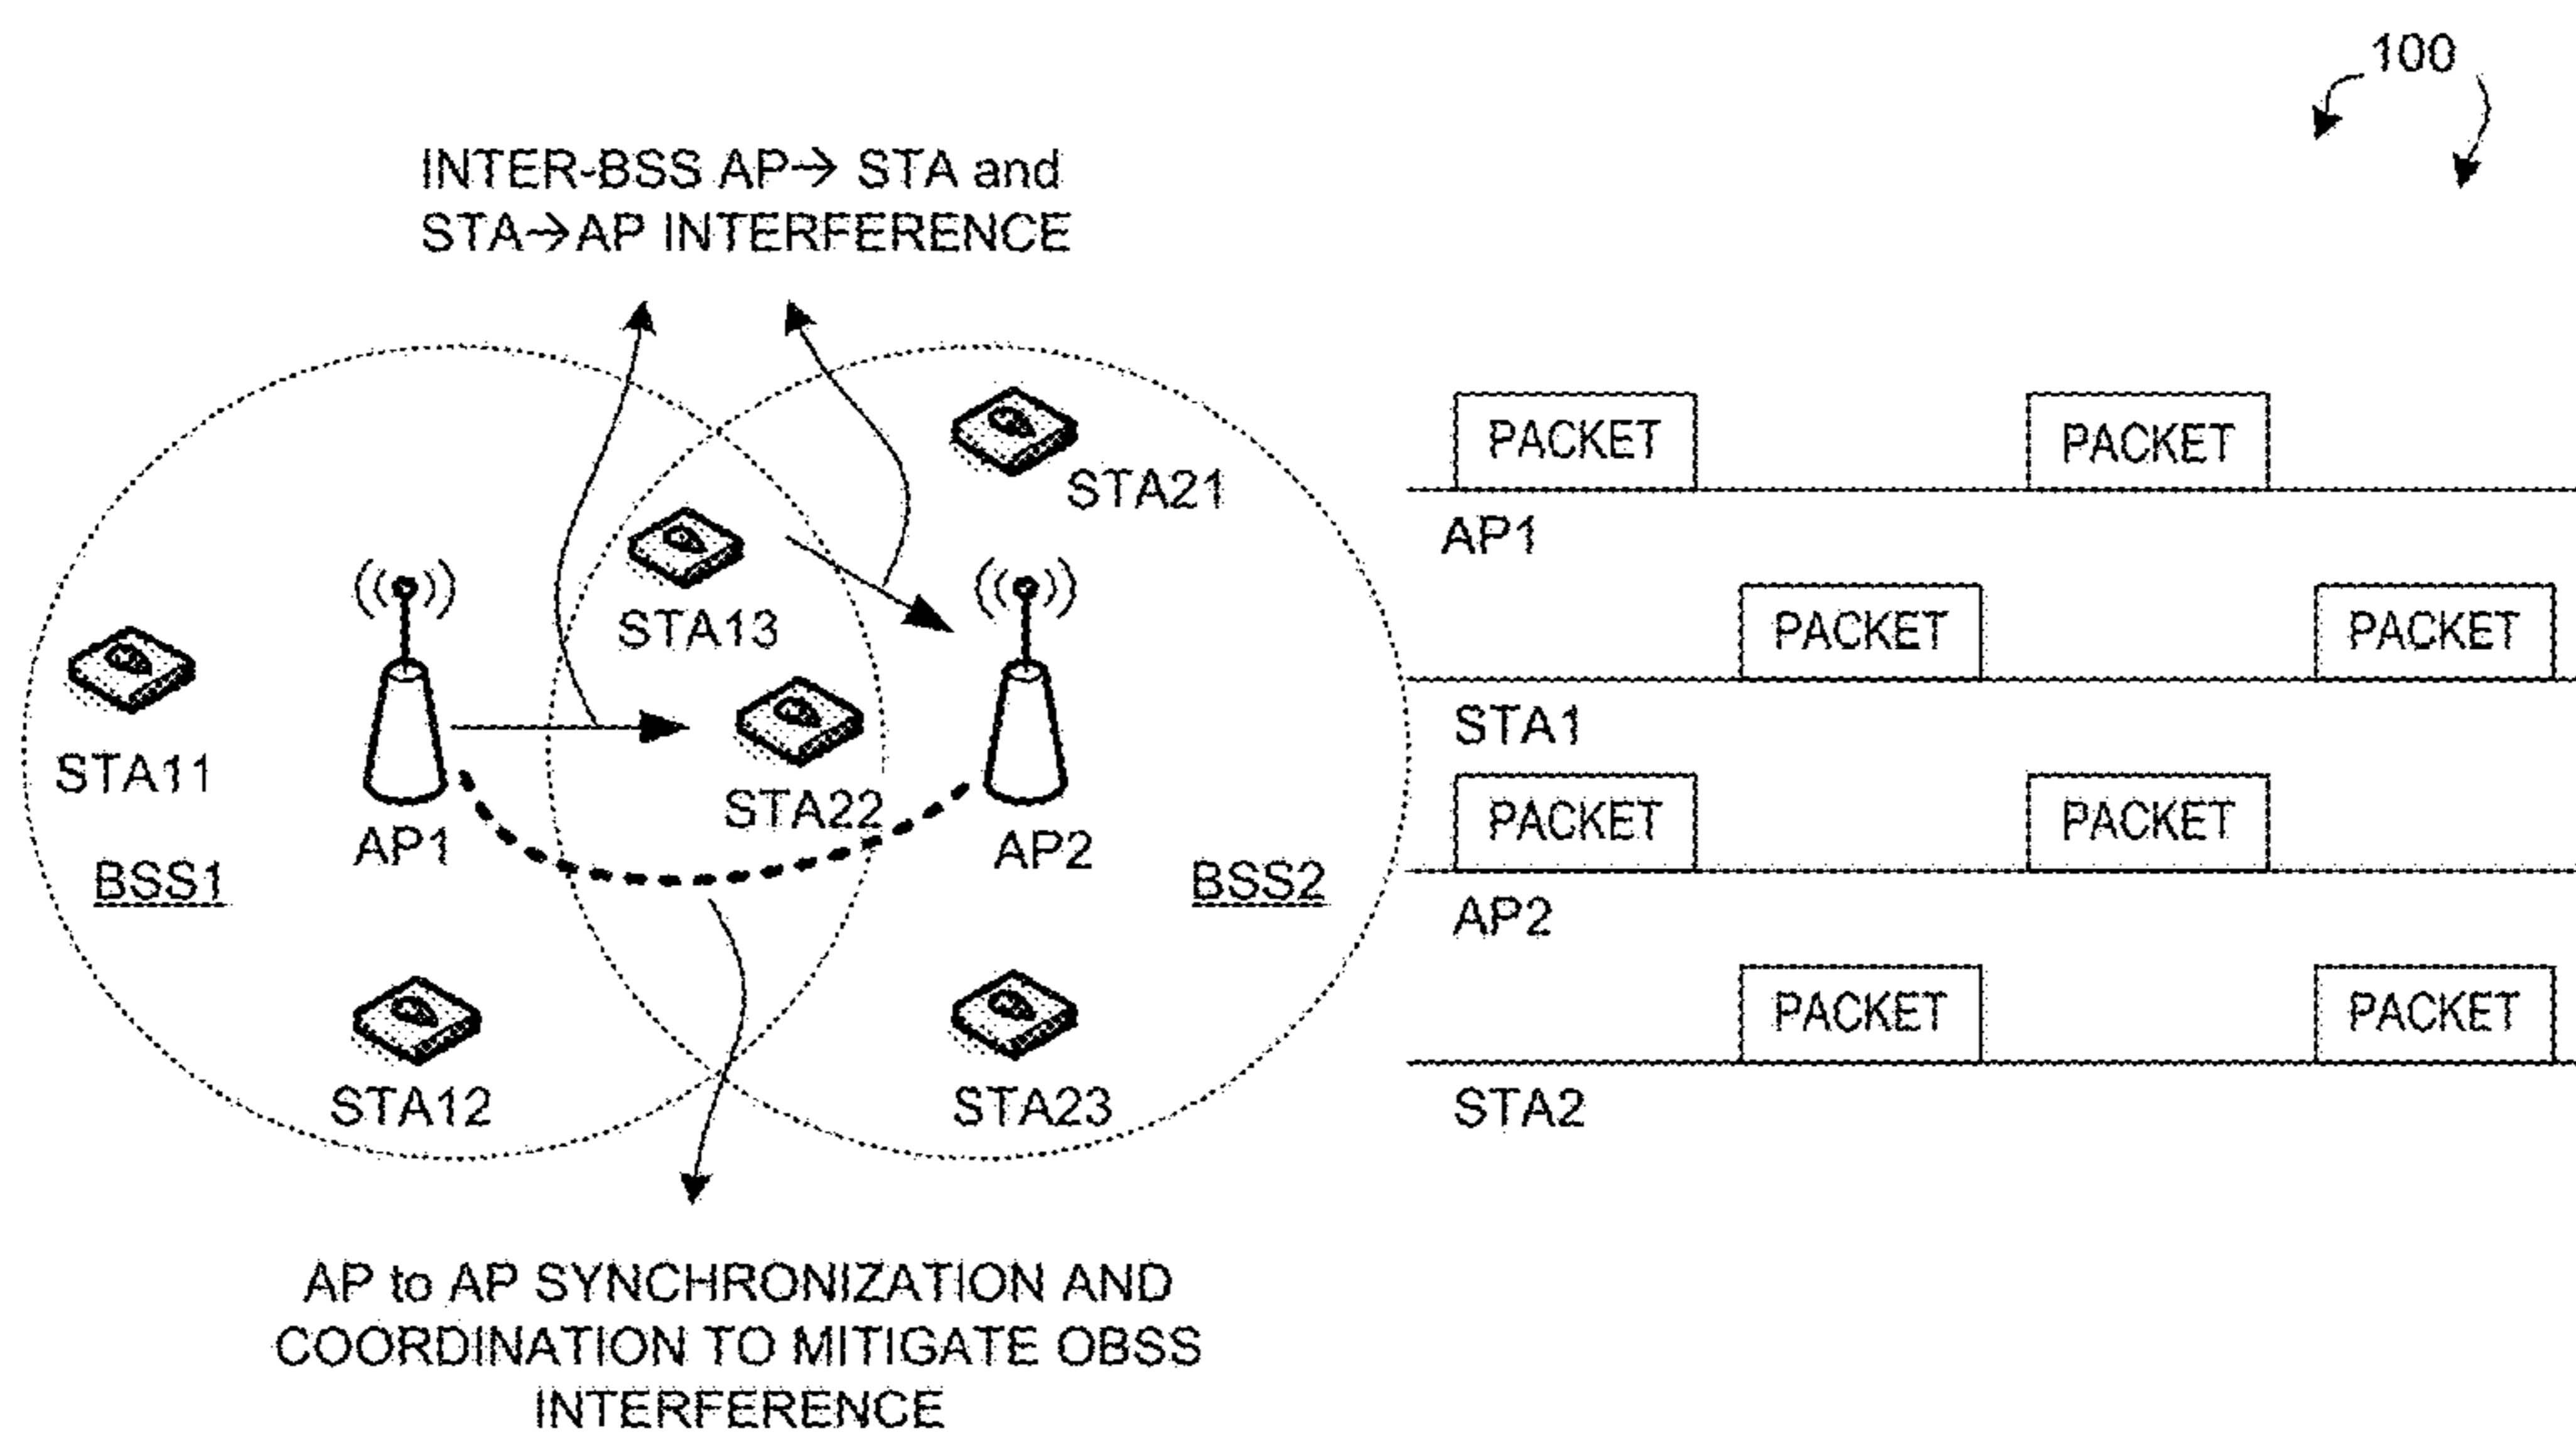 100
INTER-BSS AP→ STA and
STA→AP INTERFERENCE
STA21
STA13
STA11
STA22
AP1
AP2
BSS1
BSS2
STA12
STA23
AP to AP SYNCHRONIZATION AND
COORDINATION TO MITIGATE OBSS
INTERFERENCE
PACKET PACKET
AP1
PACKET PACKET
STA1
PACKET PACKET
AP2
PACKET PACKET
STA2